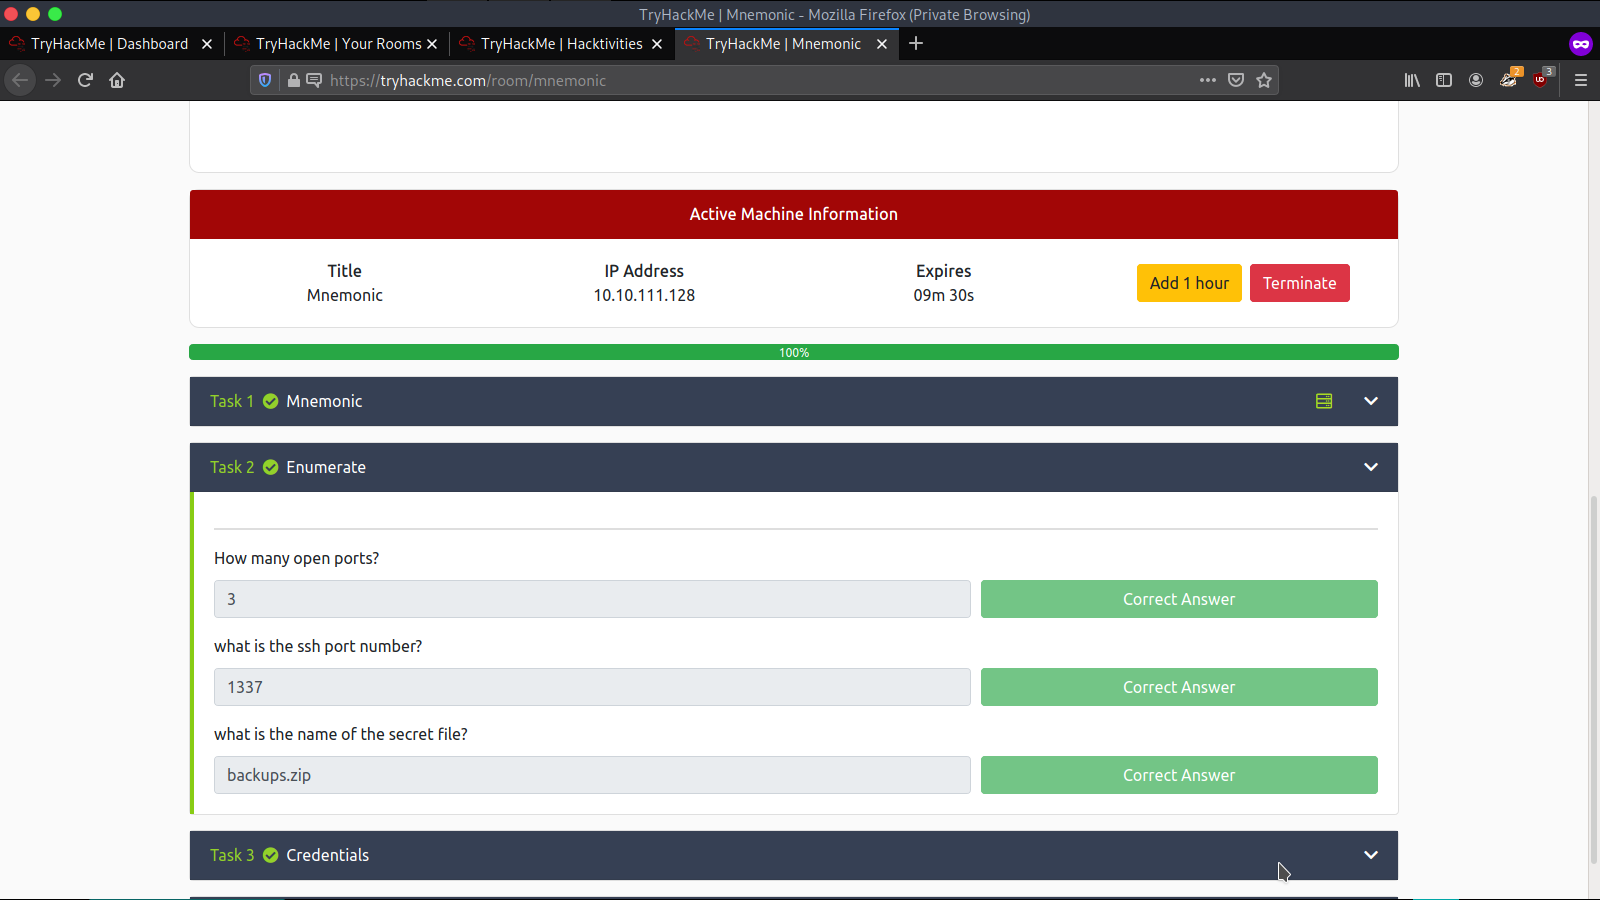 TryHackMe | Mnemonic - Mozilla Firefox (Private Browsing)
TryHackMe | Dashboard
TryHackMe | Your Rooms
TryHackMe | Hacktivities
TryHackMe | Mnemonic
https://tryhackme.com/room/mnemonic
2
3
Active Machine Information
Title
IP Address
Expires
Mnemonic
10.10.111.128
09m 30s
Add 1 hour
Terminate
100%
Task 1 Mnemonic
Task 2 Enumerate
How many open ports?
3
Correct Answer
what is the ssh port number?
1337
Correct Answer
what is the name of the secret file?
backups.zip
Correct Answer
Task 3 Credentials